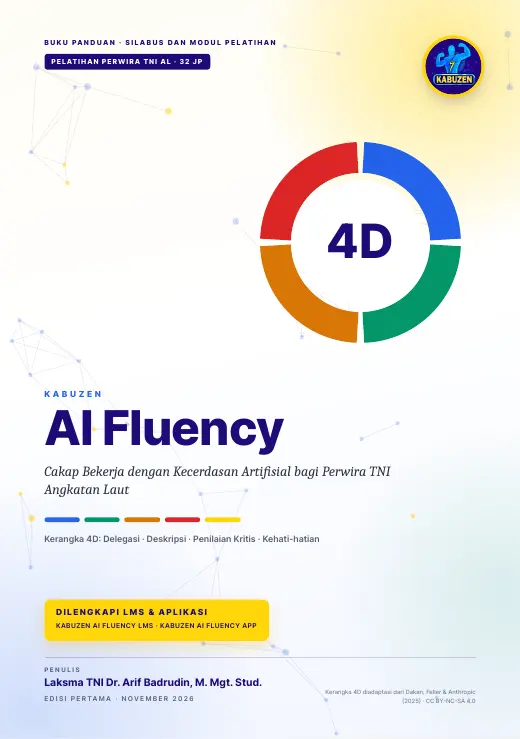 BUKU PANDUAN · SILABUS DAN MODUL PELATIHAN
PELATIHAN PERWIRA TNI AL · 32 JP
KABUZEN
4D
KABUZEN
AI Fluency
Cakap Bekerja dengan Kecerdasan Artifisial bagi Perwira TNI
Angkatan Laut
Kerangka 4D: Delegasi · Deskripsi · Penilaian Kritis · Kehati-hatian
DILENGKAPI LMS & APLIKASI
KABUZEN AI FLUENCY LMS · KABUZEN AI FLUENCY APP
PENULIS
Laksma TNI Dr. Arif Badrudin, M. Mgt. Stud.
EDISI PERTAMA · NOVEMBER 2026
Kerangka 4D diadaptasi dari Dakan, Feller & Anthropic
(2025) · CC BY-NC-SA 4.0